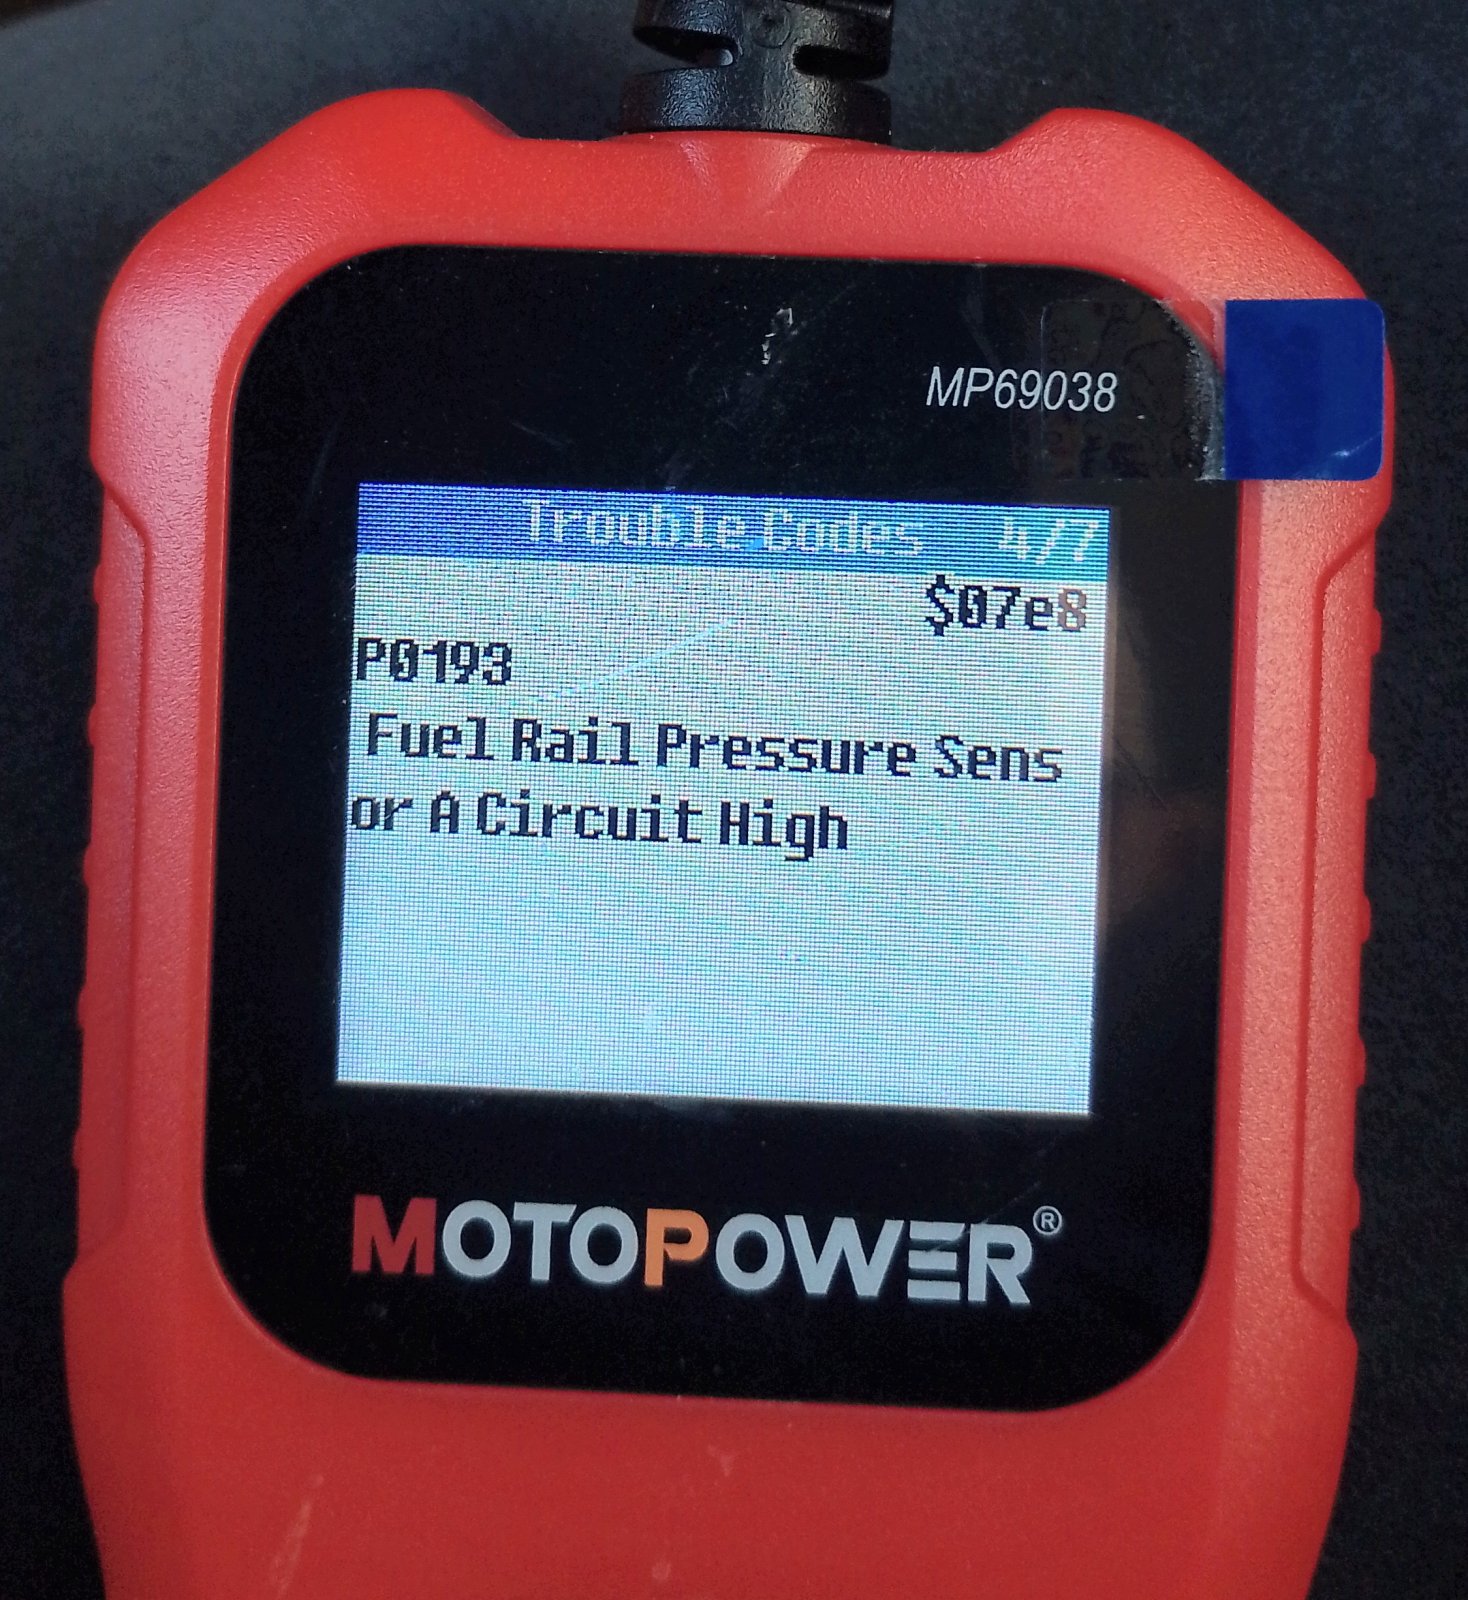 MP69038
Trouble Codes 4/7
$07e8
P0193
Fuel Rail Pressure Sens
or A Circuit High
MOTOPOWER®